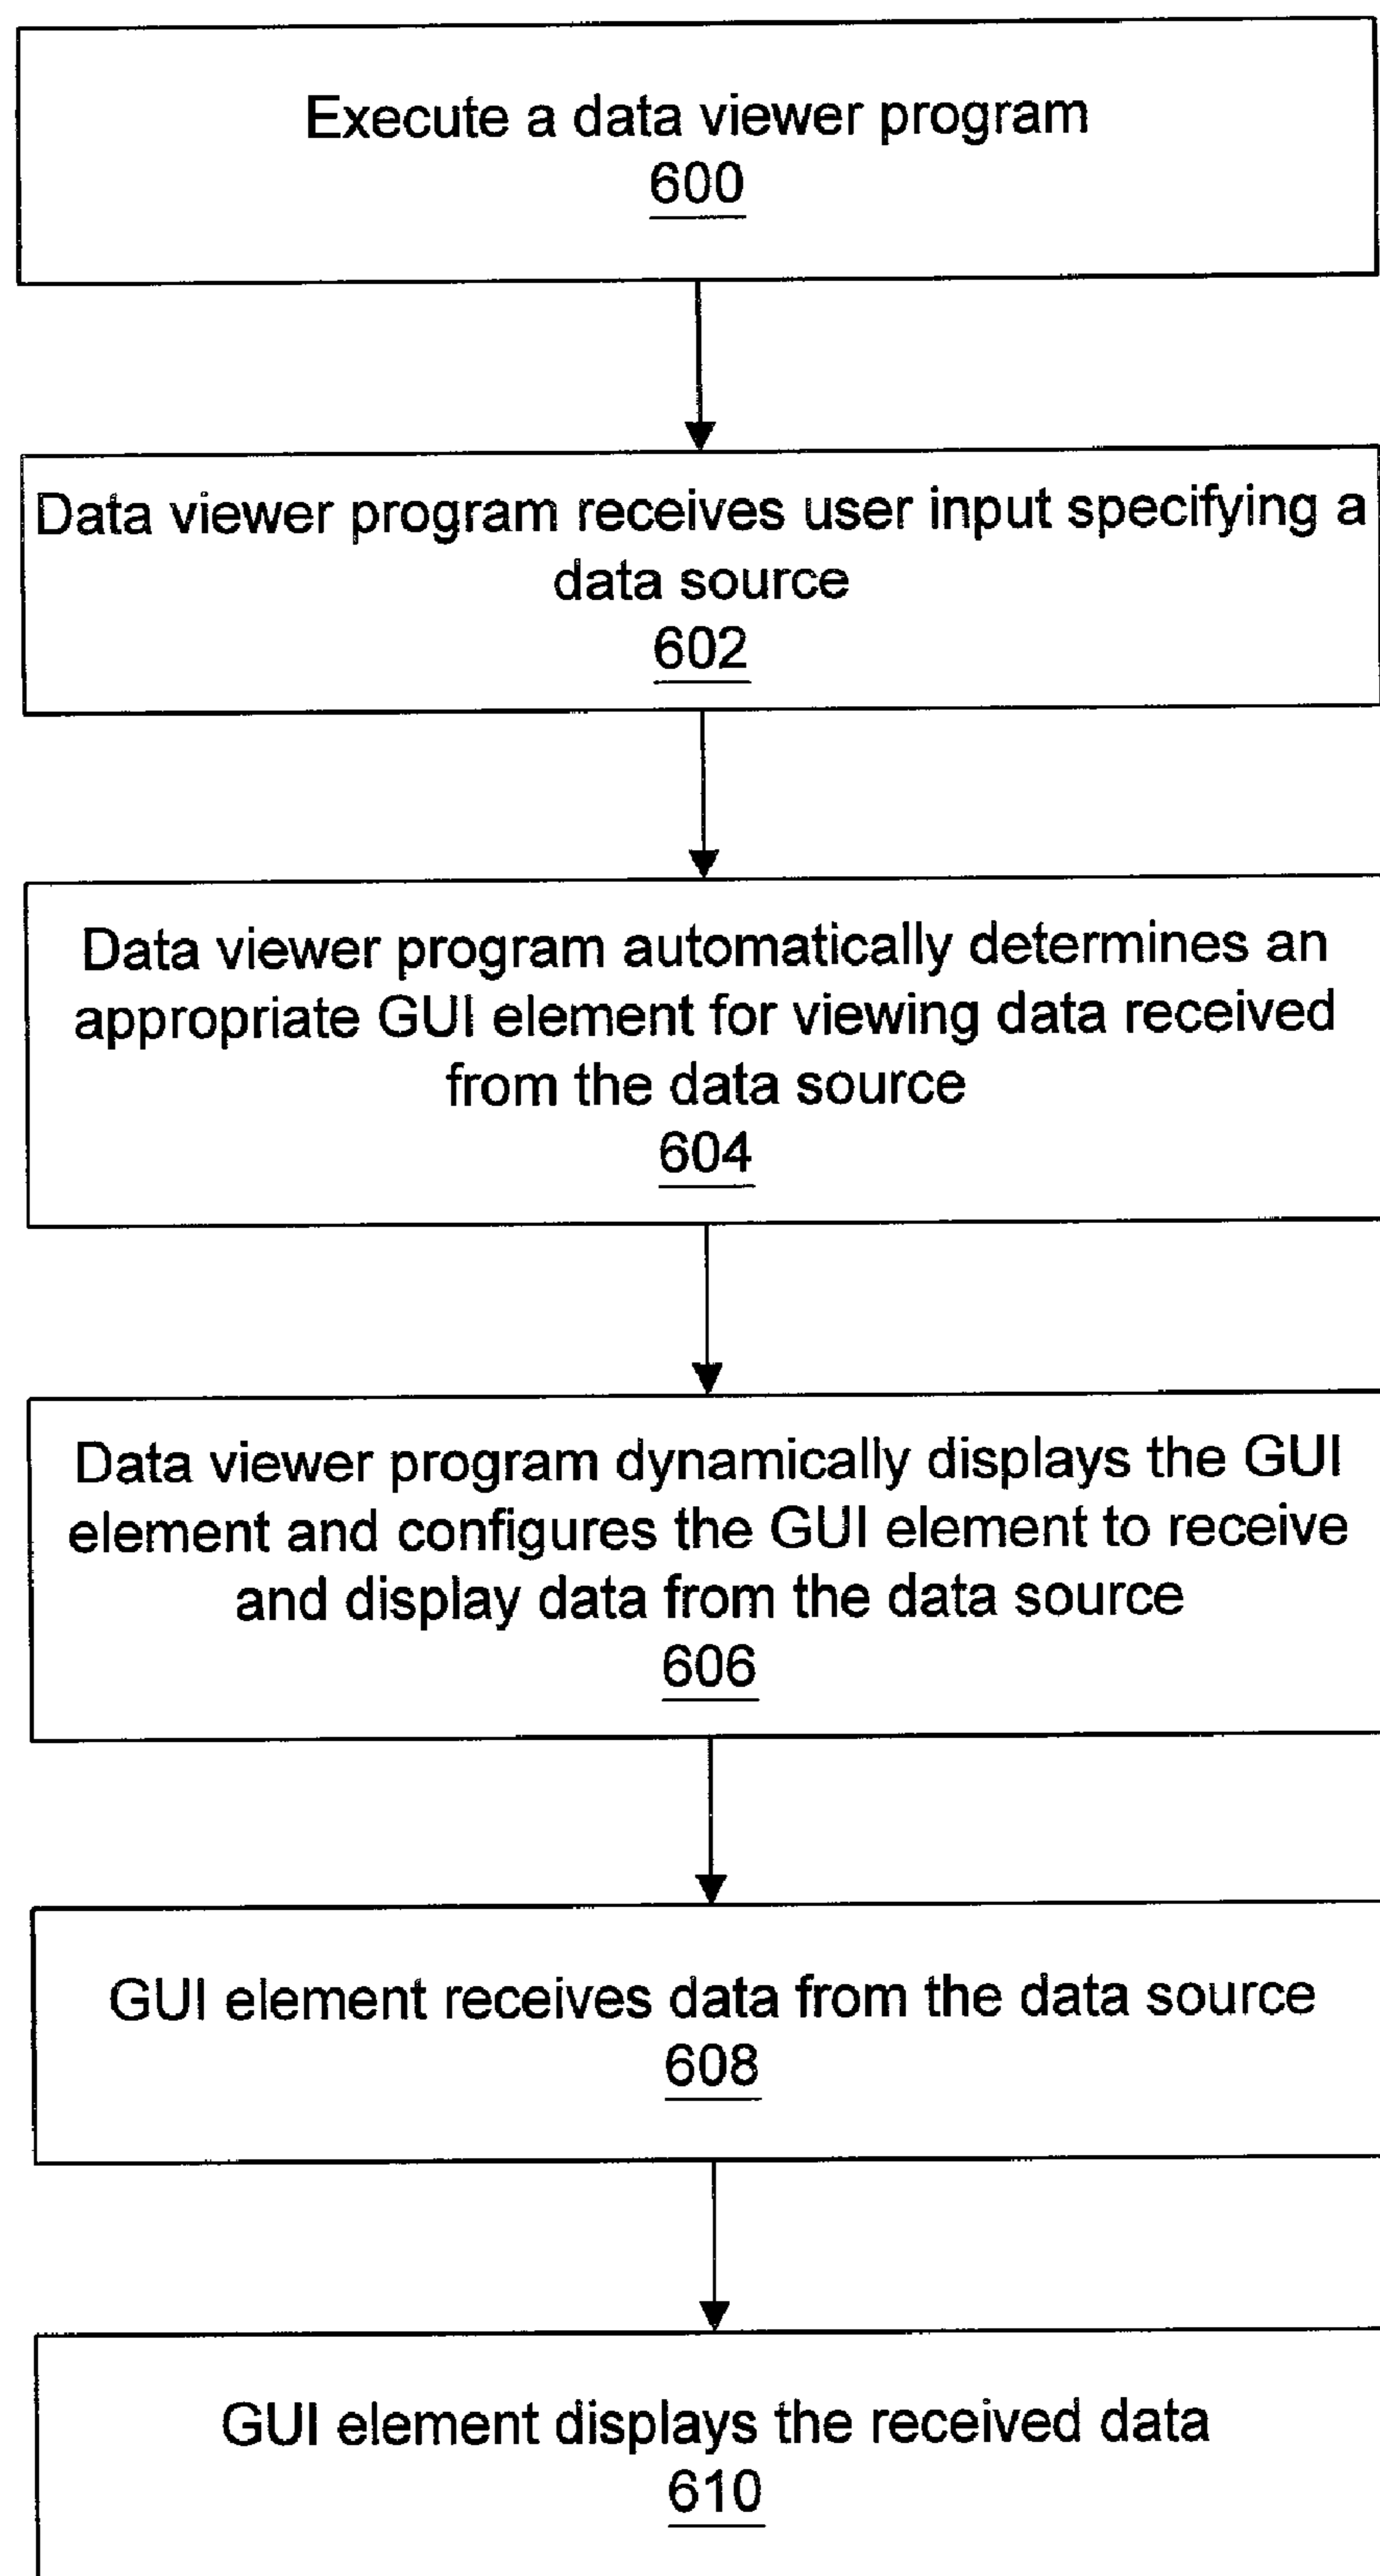 Execute a data viewer program
600
Data viewer program receives user input specifying a
data source
602
Data viewer program automatically determines an
appropriate GUI element for viewing data received
from the data source
604
Data viewer program dynamically displays the GUI
element and configures the GUI element to receive
and display data from the data source
606
GUI element receives data from the data source
608
GUI element displays the received data
610